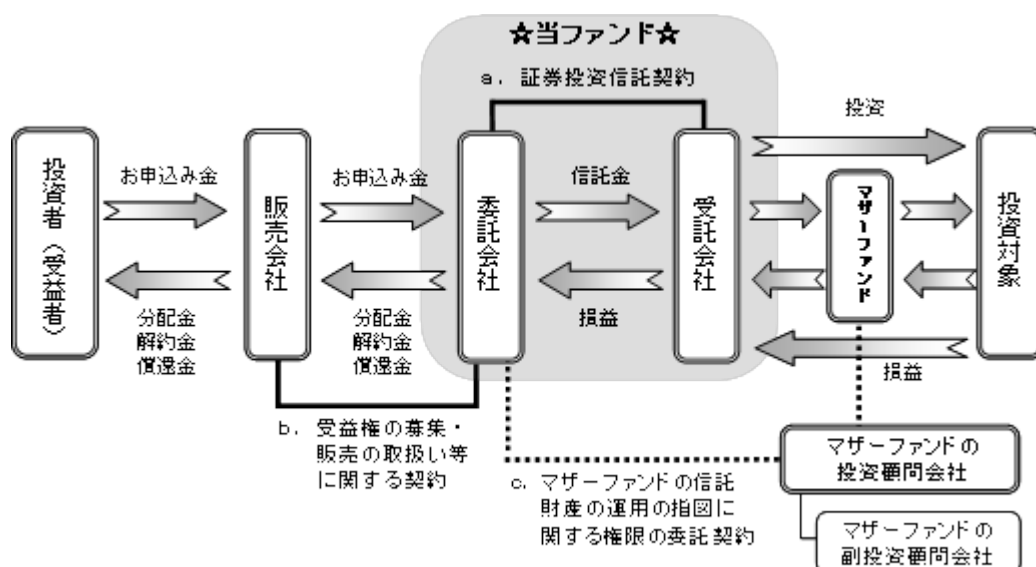 ☆当ファンド☆
a. 証券投資信託契約
投資
投資者（受益者）
お申込み金
販売会社
お申込み金
委託会社
信託金
受託会社
マザーファンド
投資対象
分配金
解約金
償還金
分配金
解約金
償還金
損益
損益
b. 受益権の募集・
販売の取扱い等
に関する契約
c. マザーファンドの信託
財産の運用の指図に
関する権限の委託契約
マザーファンドの
投資顧問会社
マザーファンドの
副投資顧問会社